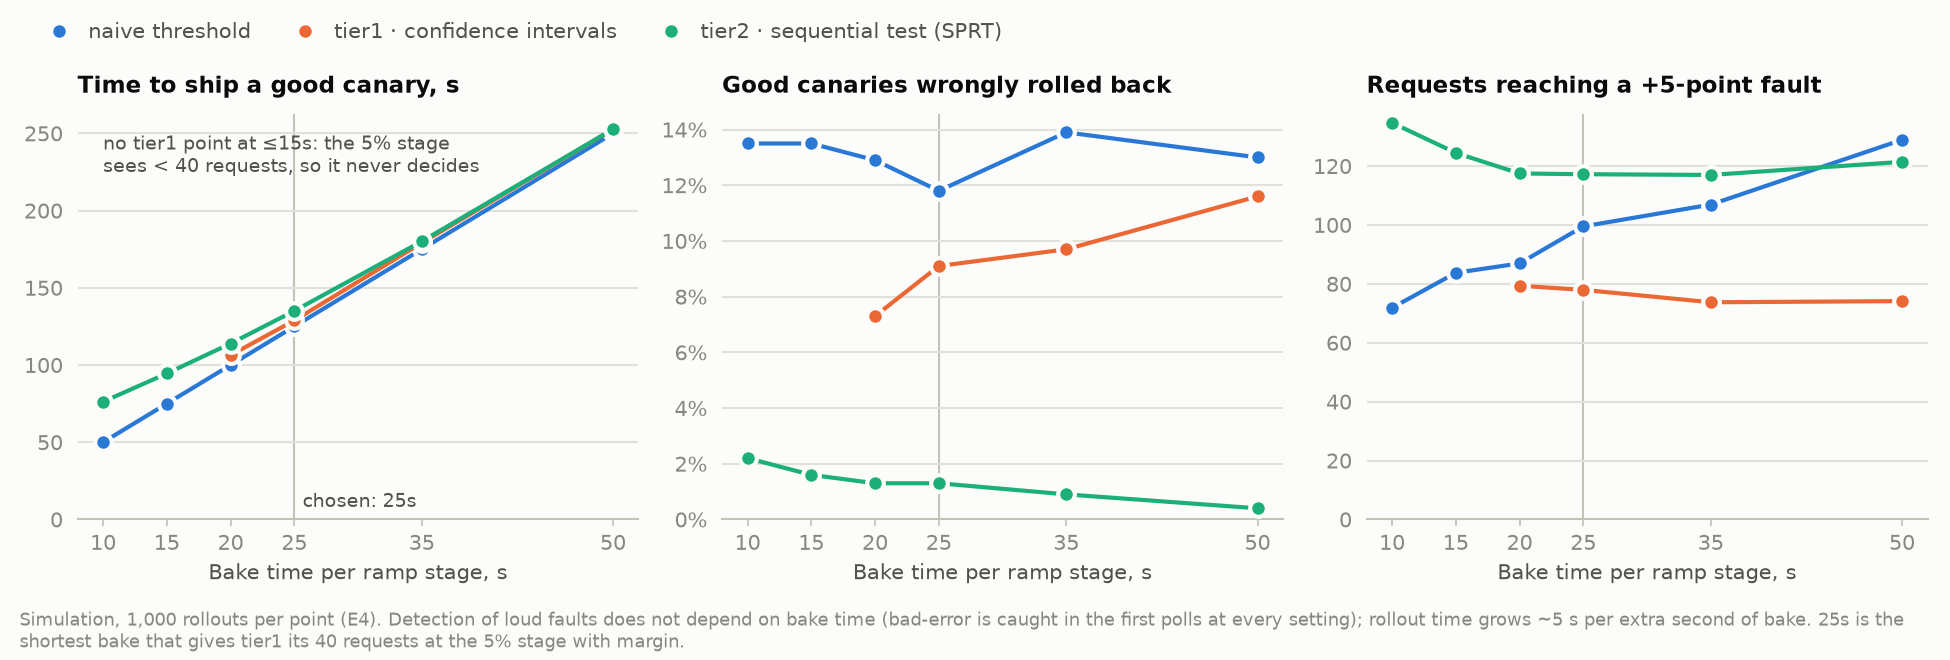 naive threshold
tier1 · confidence intervals
tier2 · sequential test (SPRT)
Time to ship a good canary, s
250
200
150
100
50
0
no tier1 point at ≤15s: the 5% stage
sees < 40 requests, so it never decides
chosen: 25s
10 15 20 25 35 50
Bake time per ramp stage, s
Good canaries wrongly rolled back
14%
12%
10%
8%
6%
4%
2%
0%
10 15 20 25 35 50
Bake time per ramp stage, s
Requests reaching a +5-point fault
120
100
80
60
40
20
0
10 15 20 25 35 50
Bake time per ramp stage, s
Simulation, 1,000 rollouts per point (E4). Detection of loud faults does not depend on bake time (bad-error is caught in the first polls at every setting); rollout time grows ~5 s per extra second of bake. 25s is the
shortest bake that gives tier1 its 40 requests at the 5% stage with margin.